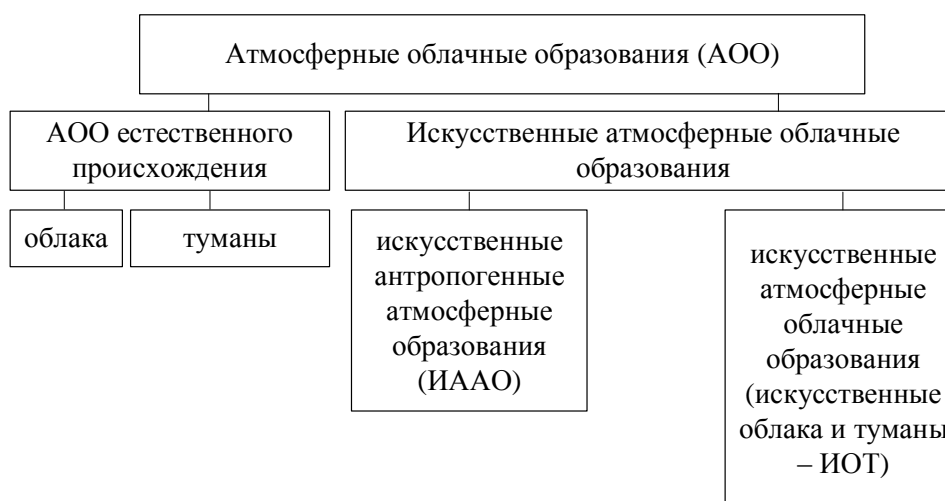 Атмосферные облачные образования (АОО)
АОО естественного
происхождения
Искусственные атмосферные облачные
образования
облака
туманы
искусственные
антропогенные
атмосферные
образования
(ИААО)
искусственные
атмосферные
облачные
образования
(искусственные
облака и туманы
– ИОТ)